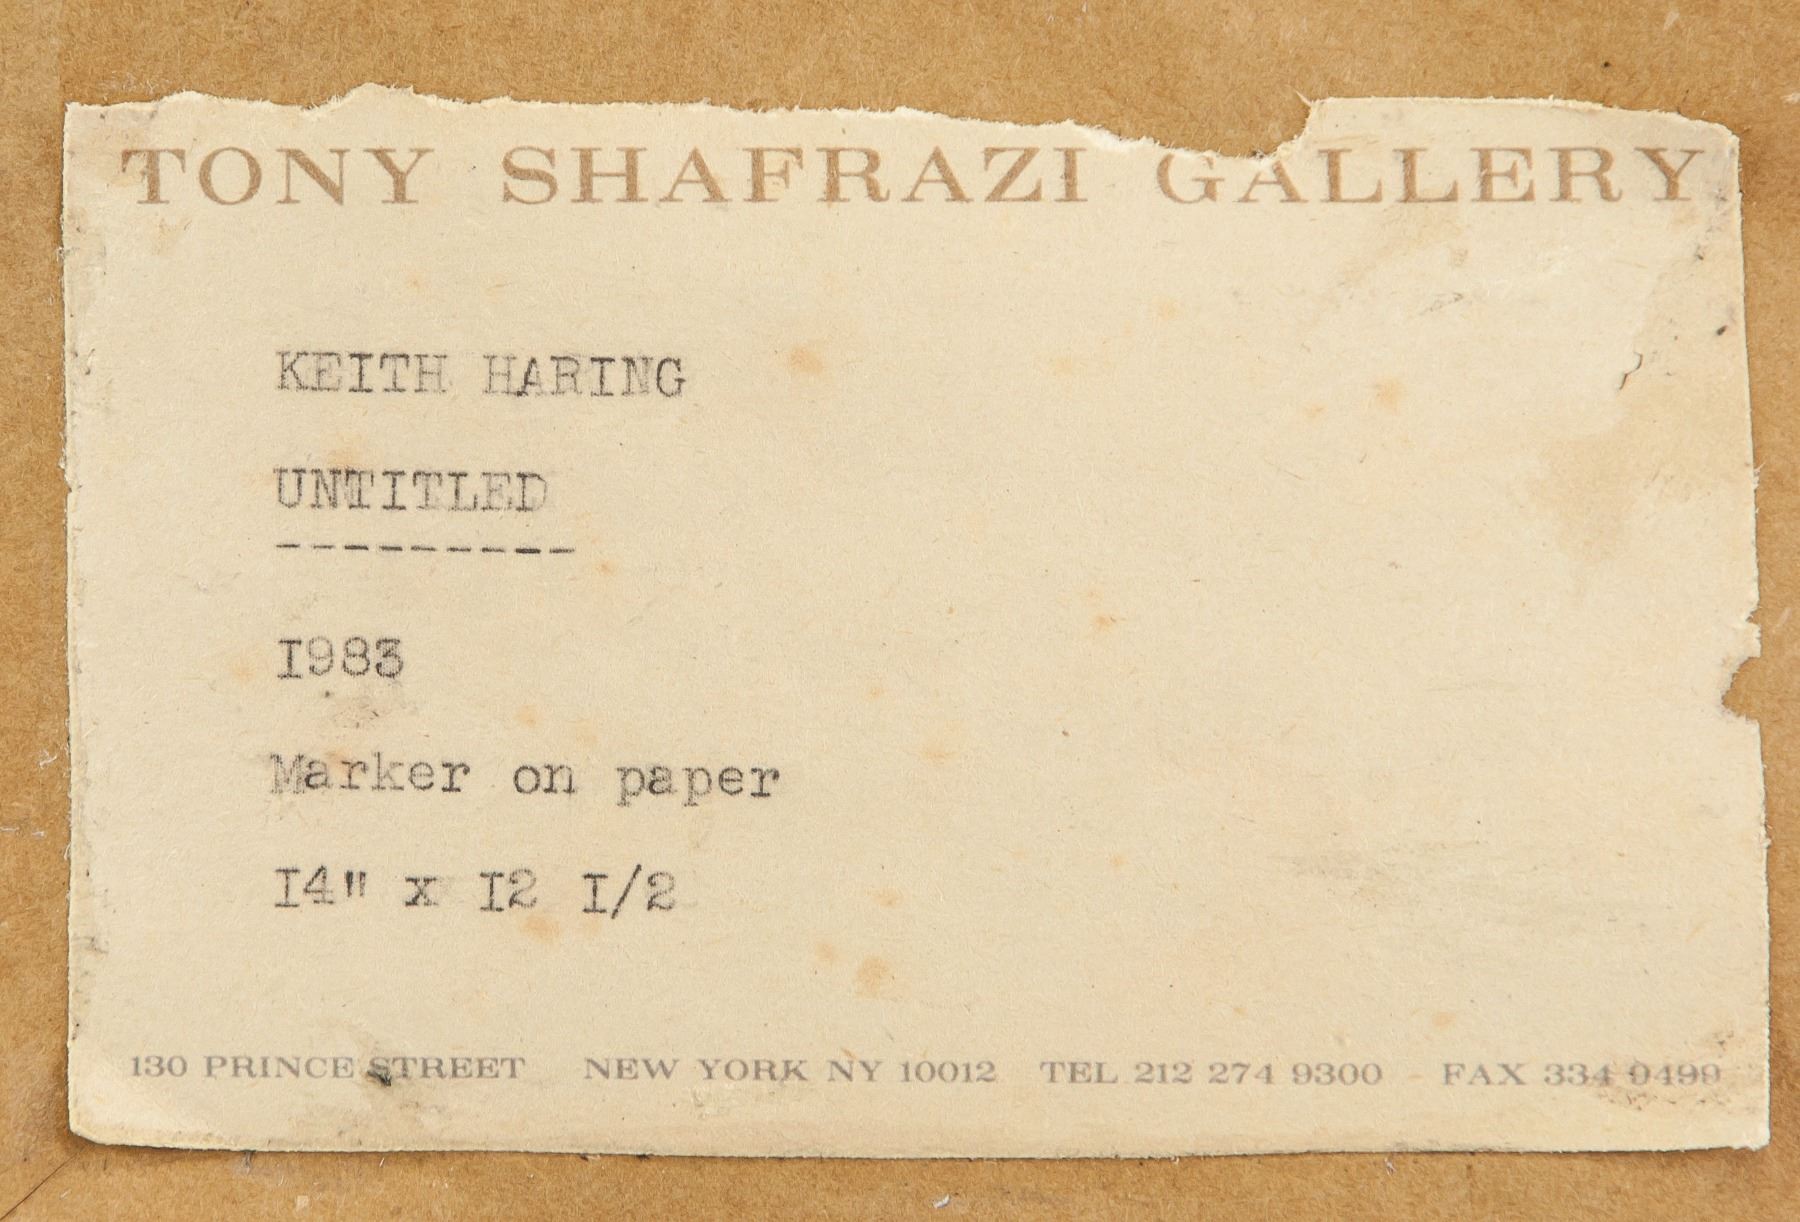 TONY SHAFRAZI GALLERY
KEITH HARING
UNTITLED
---------
I983
Marker on paper
I4" x I2 I/2
130 PRINCE STREET NEW YORK NY 10012 TEL 212 274 9300 FAX 334 9499